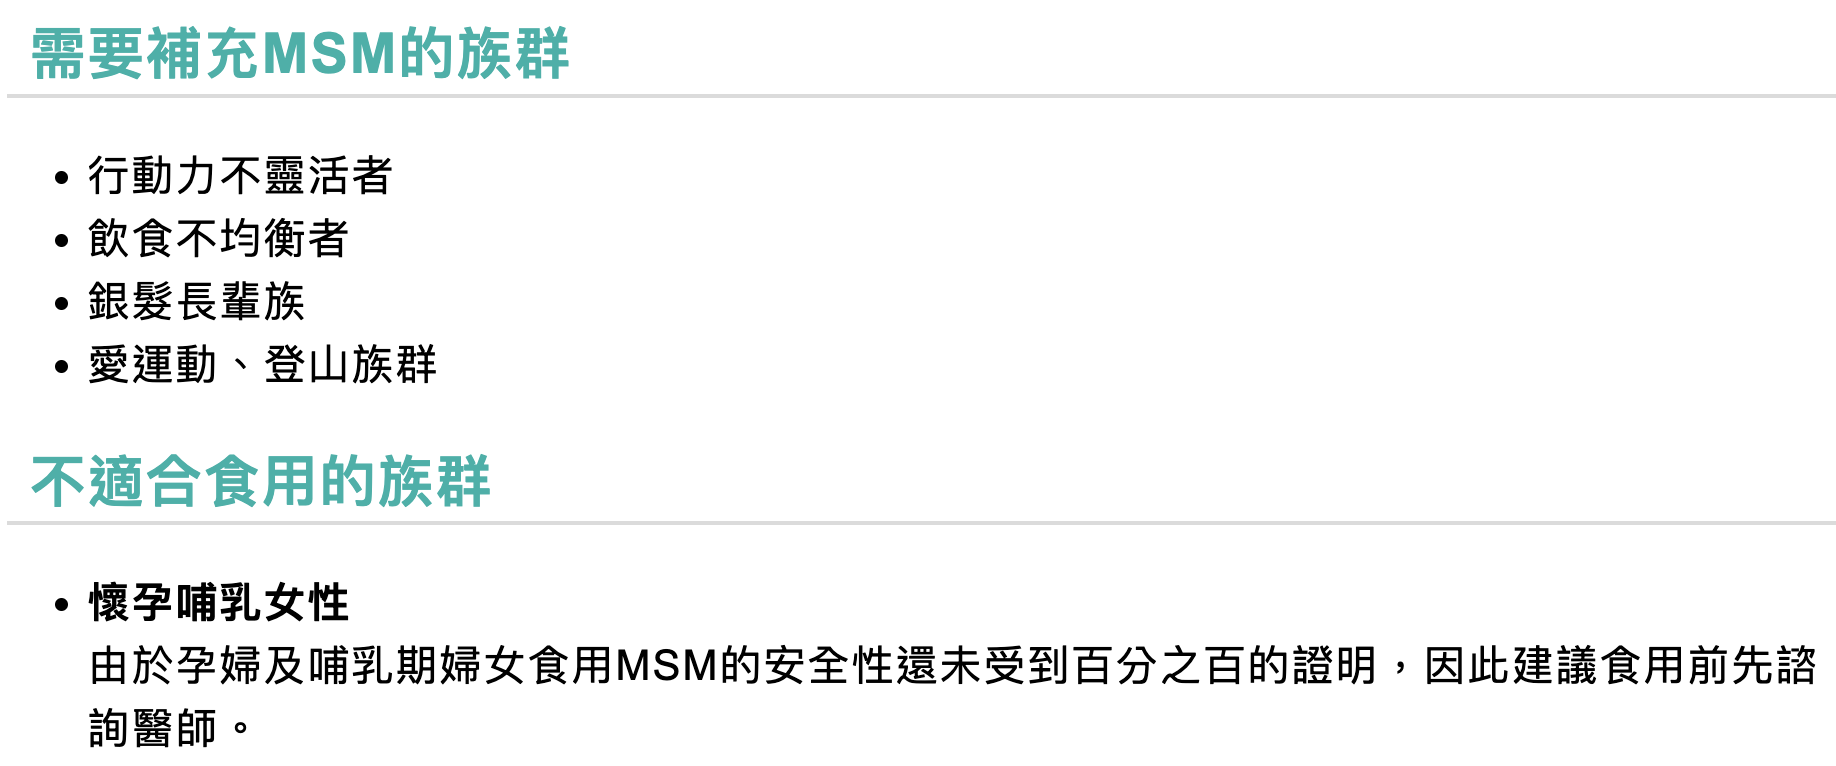 需要補充MSM的族群
行動力不靈活者
飲食不均衡者
銀髮長輩族
愛運動、登山族群
不適合食用的族群
懷孕哺乳女性
由於孕婦及哺乳期婦女食用MSM的安全性還未受到百分之百的證明，因此建議食用前先諮
詢醫師。